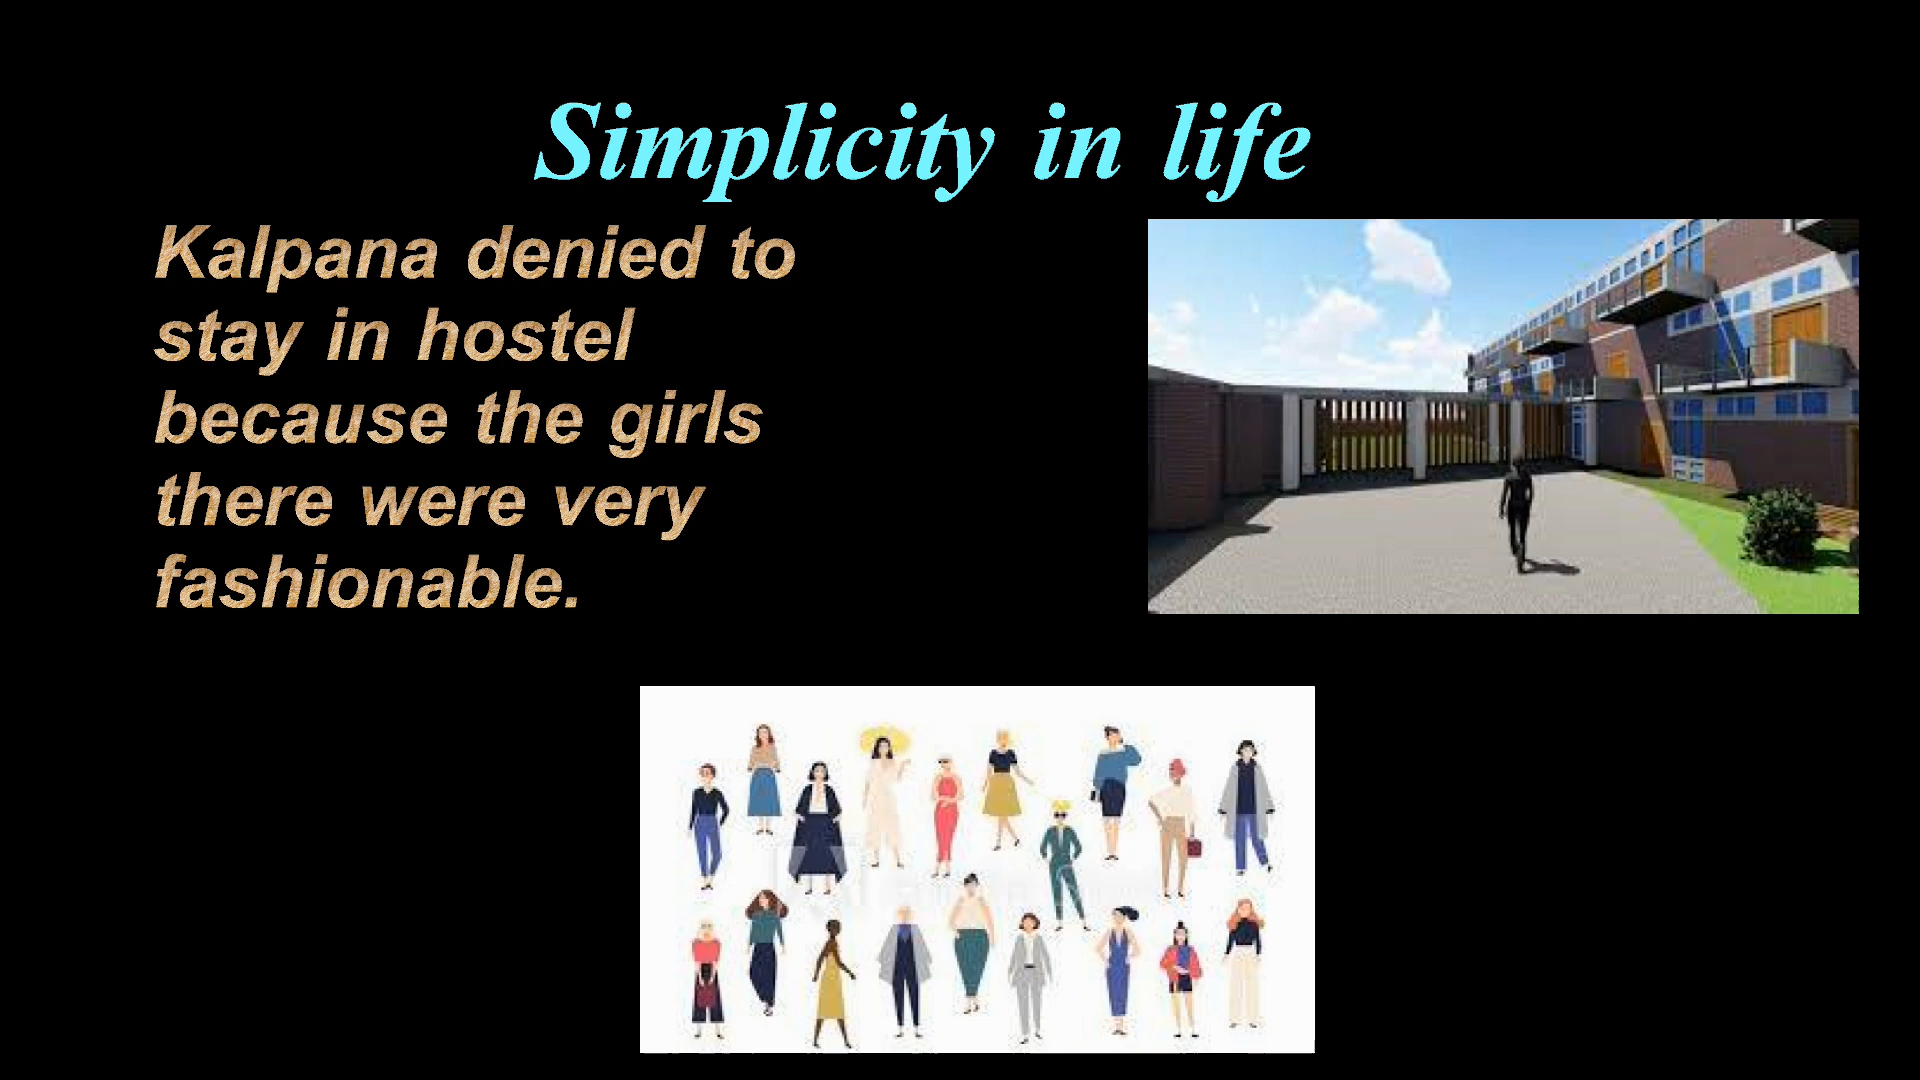 Simplicity in life
Kalpana denied to
stay in hostel
because the girls
there were very
fashionable.